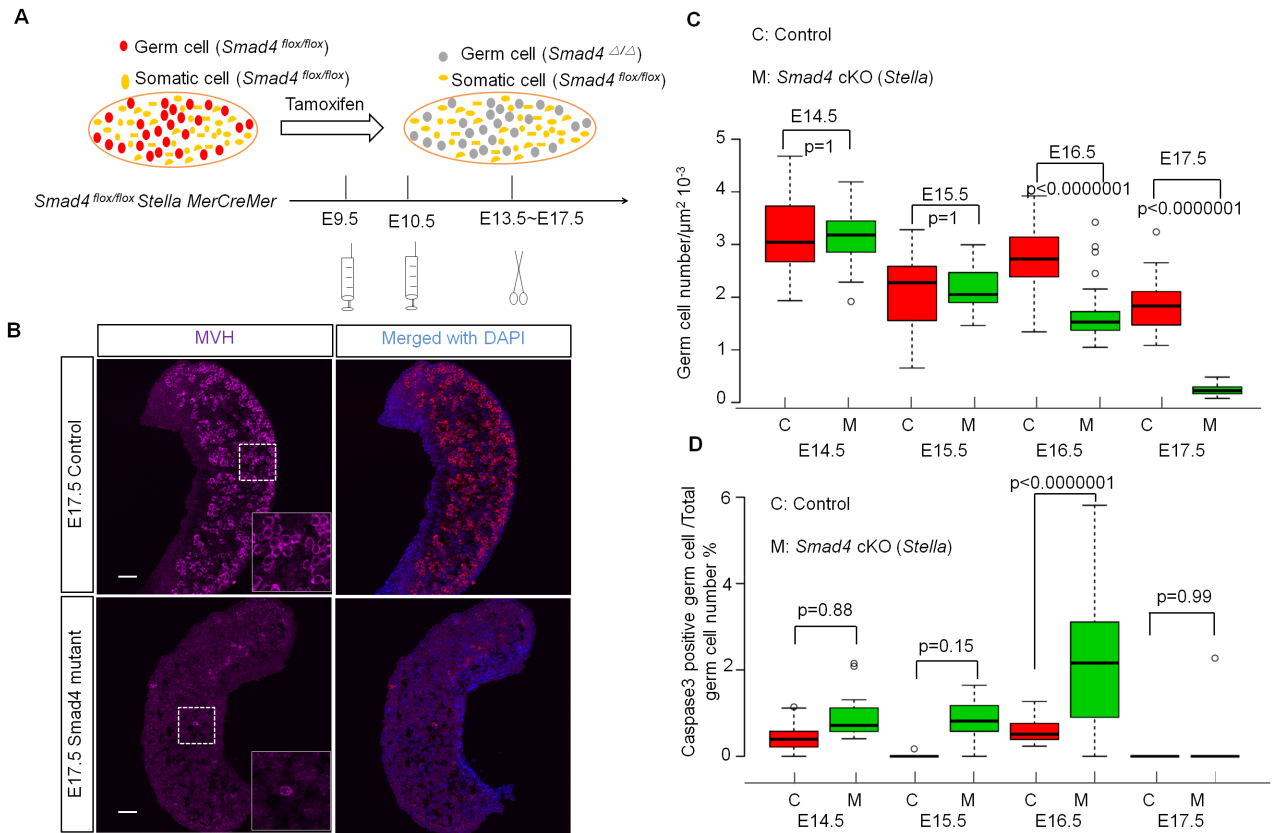 A
Germ cell (Smad4 flox/flox)
Somatic cell (Smad4 flox/flox)
Germ cell (Smad4 △/△)
Somatic cell (Smad4 flox/flox)
Tamoxifen
Smad4 flox/flox Stella MerCreMer
E9.5
E10.5
E13.5~E17.5
B
MVH
Merged with DAPI
E17.5 Control
E17.5 Smad4 mutant
C
C: Control
M: Smad4 cKO (Stella)
Germ cell number/μm² 10⁻³
5
4
3
2
1
0
E14.5
p=1
E15.5
p=1
E16.5
p<0.0000001
E17.5
p<0.0000001
C M C M C M C M
E14.5 E15.5 E16.5 E17.5
D
C: Control
M: Smad4 cKO (Stella)
Caspase3 positive germ cell /Total
germ cell number %
6
4
2
0
p=0.88
p=0.15
p<0.0000001
p=0.99
C M C M C M C M
E14.5 E15.5 E16.5 E17.5